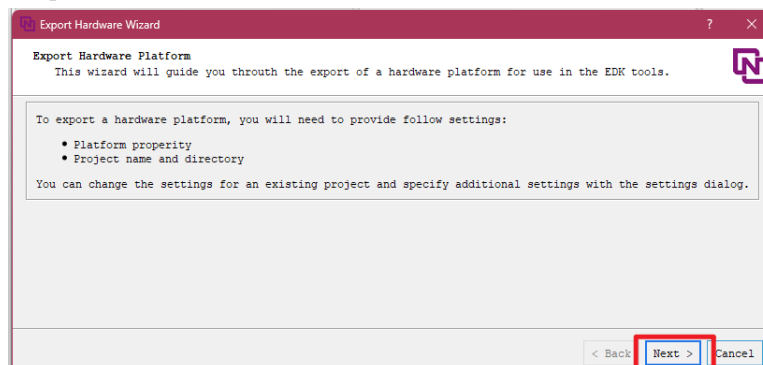 Export Hardware Wizard ? ×
Export Hardware Platform
This wizard will guide you throuth the export of a hardware platform for use in the EDK tools.
To export a hardware platform, you will need to provide follow settings:
• Platform properity
• Project name and directory
You can change the settings for an existing project and specify additional settings with the settings dialog.
< Back Next > Cancel